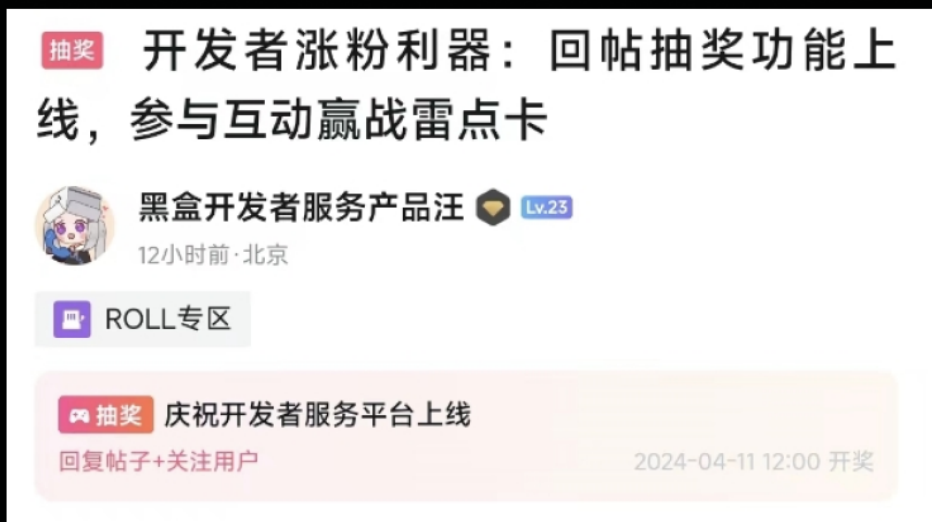 抽奖 开发者涨粉利器：回帖抽奖功能上
线，参与互动赢战雷点卡
黑盒开发者服务产品汪 Lv.23
12小时前·北京
ROLL专区
抽奖 庆祝开发者服务平台上线
回复帖子+关注用户 2024-04-11 12:00 开奖